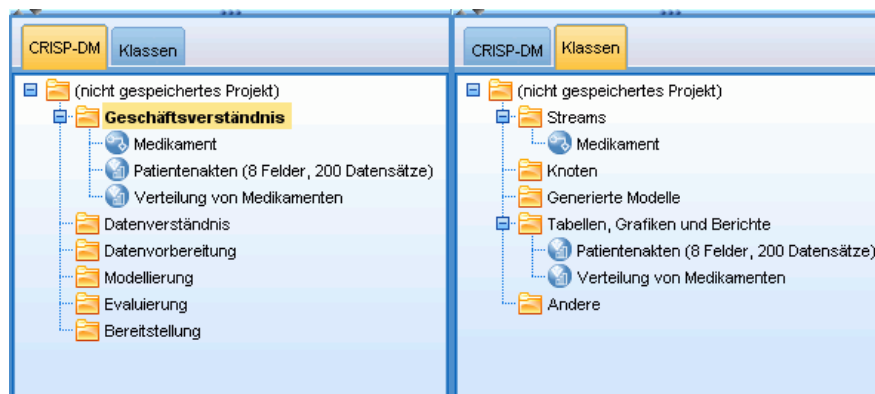 CRISP-DM Klassen
(nicht gespeichertes Projekt)
Geschäftsverständnis
Medikament
Patientenakten (8 Felder, 200 Datensätze)
Verteilung von Medikamenten
Datenverständnis
Datenvorbereitung
Modellierung
Evaluierung
Bereitstellung
CRISP-DM Klassen
(nicht gespeichertes Projekt)
Streams
Medikament
Knoten
Generierte Modelle
Tabellen, Grafiken und Berichte
Patientenakten (8 Felder, 200 Datensätze)
Verteilung von Medikamenten
Andere